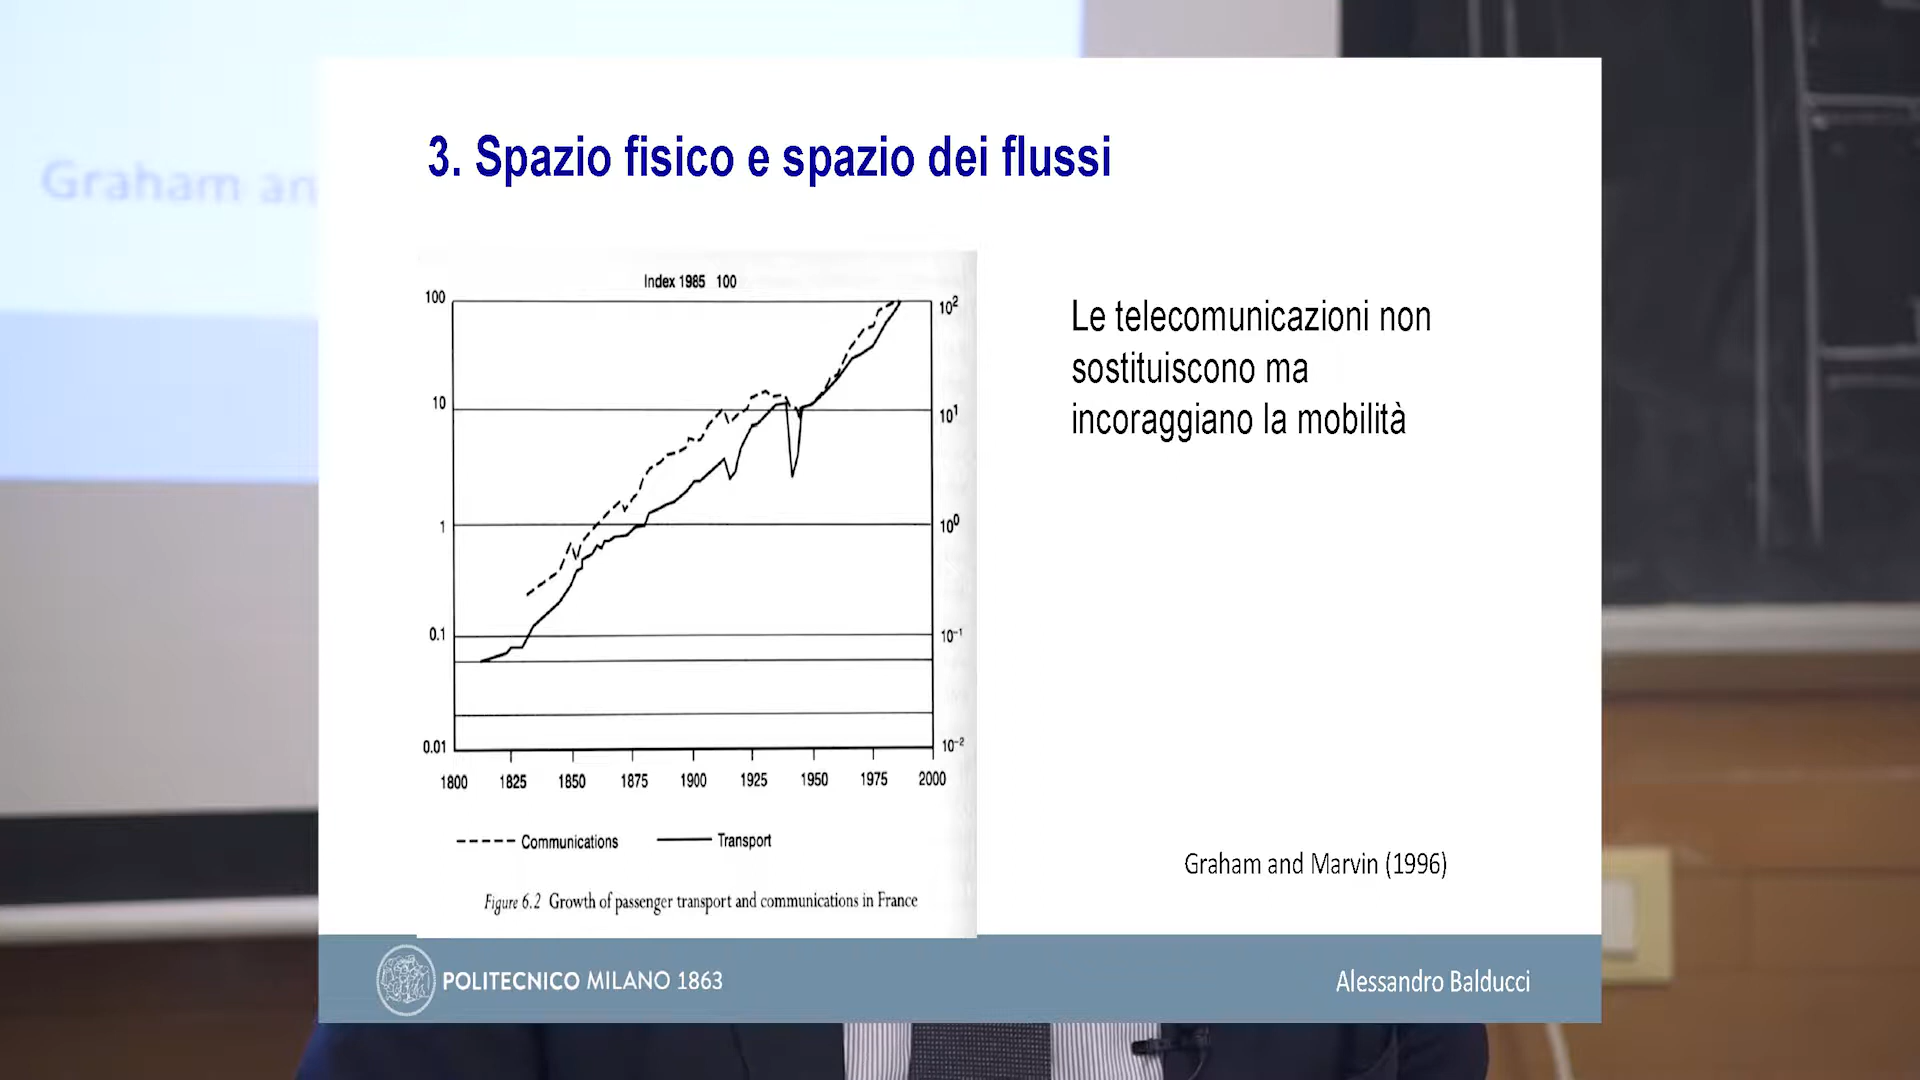 Graham an
3. Spazio fisico e spazio dei flussi
Index 1985 100
100
10
1
0.1
0.01
10²
10¹
10⁰
10⁻¹
10⁻²
1800 1825 1850 1875 1900 1925 1950 1975 2000
Communications Transport
Figure 6.2 Growth of passenger transport and communications in France
Le telecomunicazioni non
sostituiscono ma
incoraggiano la mobilità
Graham and Marvin (1996)
POLITECNICO MILANO 1863
Alessandro Balducci